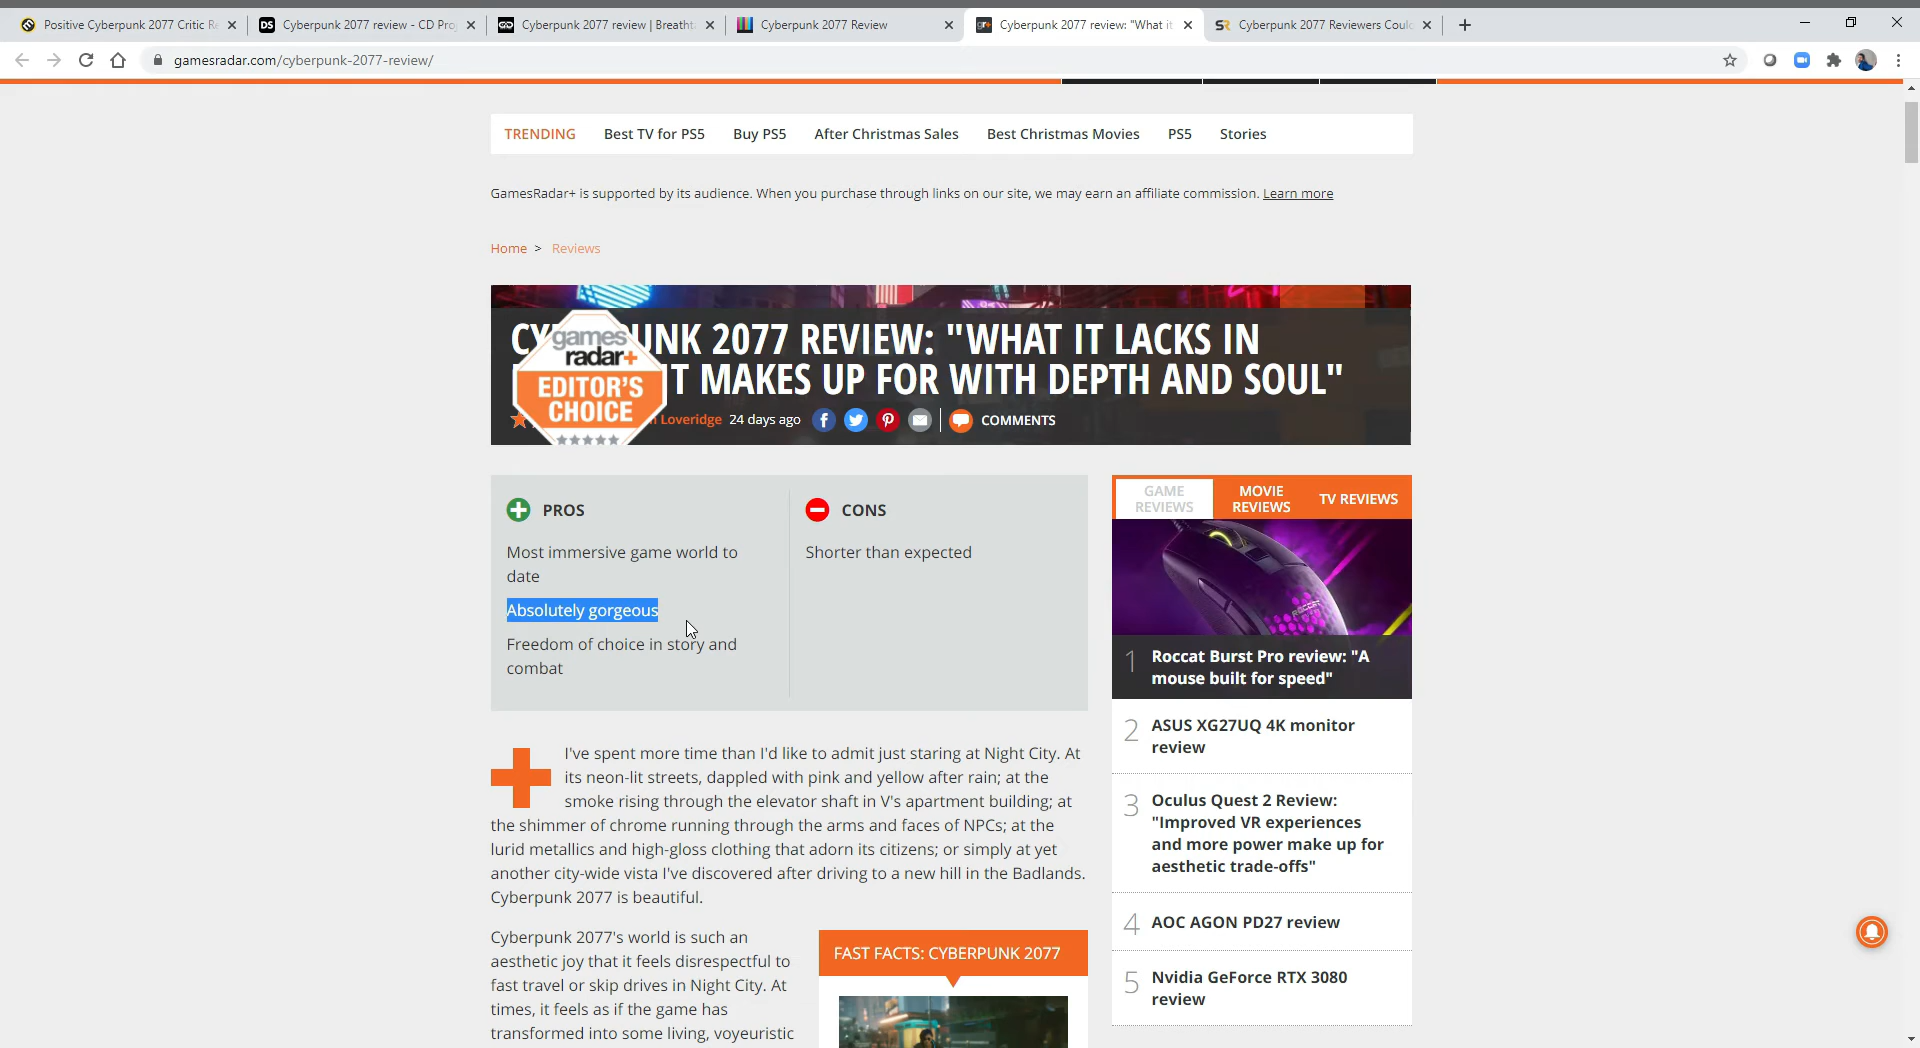 Positive Cyberpunk 2077 Critic Re
Cyberpunk 2077 review - CD Proj
Cyberpunk 2077 review | Breathta
Cyberpunk 2077 Review
Cyberpunk 2077 review: "What it
Cyberpunk 2077 Reviewers Could
gamesradar.com/cyberpunk-2077-review/
TRENDING Best TV for PS5 Buy PS5 After Christmas Sales Best Christmas Movies PS5 Stories
GamesRadar+ is supported by its audience. When you purchase through links on our site, we may earn an affiliate commission. Learn more
Home > Reviews
CY UNK 2077 REVIEW: "WHAT IT LACKS IN
IT MAKES UP FOR WITH DEPTH AND SOUL"
games
radar+
EDITOR'S
CHOICE
Loveridge 24 days ago COMMENTS
PROS
Most immersive game world to
date
Absolutely gorgeous
Freedom of choice in story and
combat
CONS
Shorter than expected
GAME
REVIEWS
MOVIE
REVIEWS
TV REVIEWS
ROCCAT
1 Roccat Burst Pro review: "A
mouse built for speed"
2 ASUS XG27UQ 4K monitor
review
3 Oculus Quest 2 Review:
"Improved VR experiences
and more power make up for
aesthetic trade-offs"
4 AOC AGON PD27 review
5 Nvidia GeForce RTX 3080
review
I've spent more time than I'd like to admit just staring at Night City. At
its neon-lit streets, dappled with pink and yellow after rain; at the
smoke rising through the elevator shaft in V's apartment building; at
the shimmer of chrome running through the arms and faces of NPCs; at the
lurid metallics and high-gloss clothing that adorn its citizens; or simply at yet
another city-wide vista I've discovered after driving to a new hill in the Badlands.
Cyberpunk 2077 is beautiful.
Cyberpunk 2077's world is such an
aesthetic joy that it feels disrespectful to
fast travel or skip drives in Night City. At
times, it feels as if the game has
transformed into some living, voyeuristic
FAST FACTS: CYBERPUNK 2077